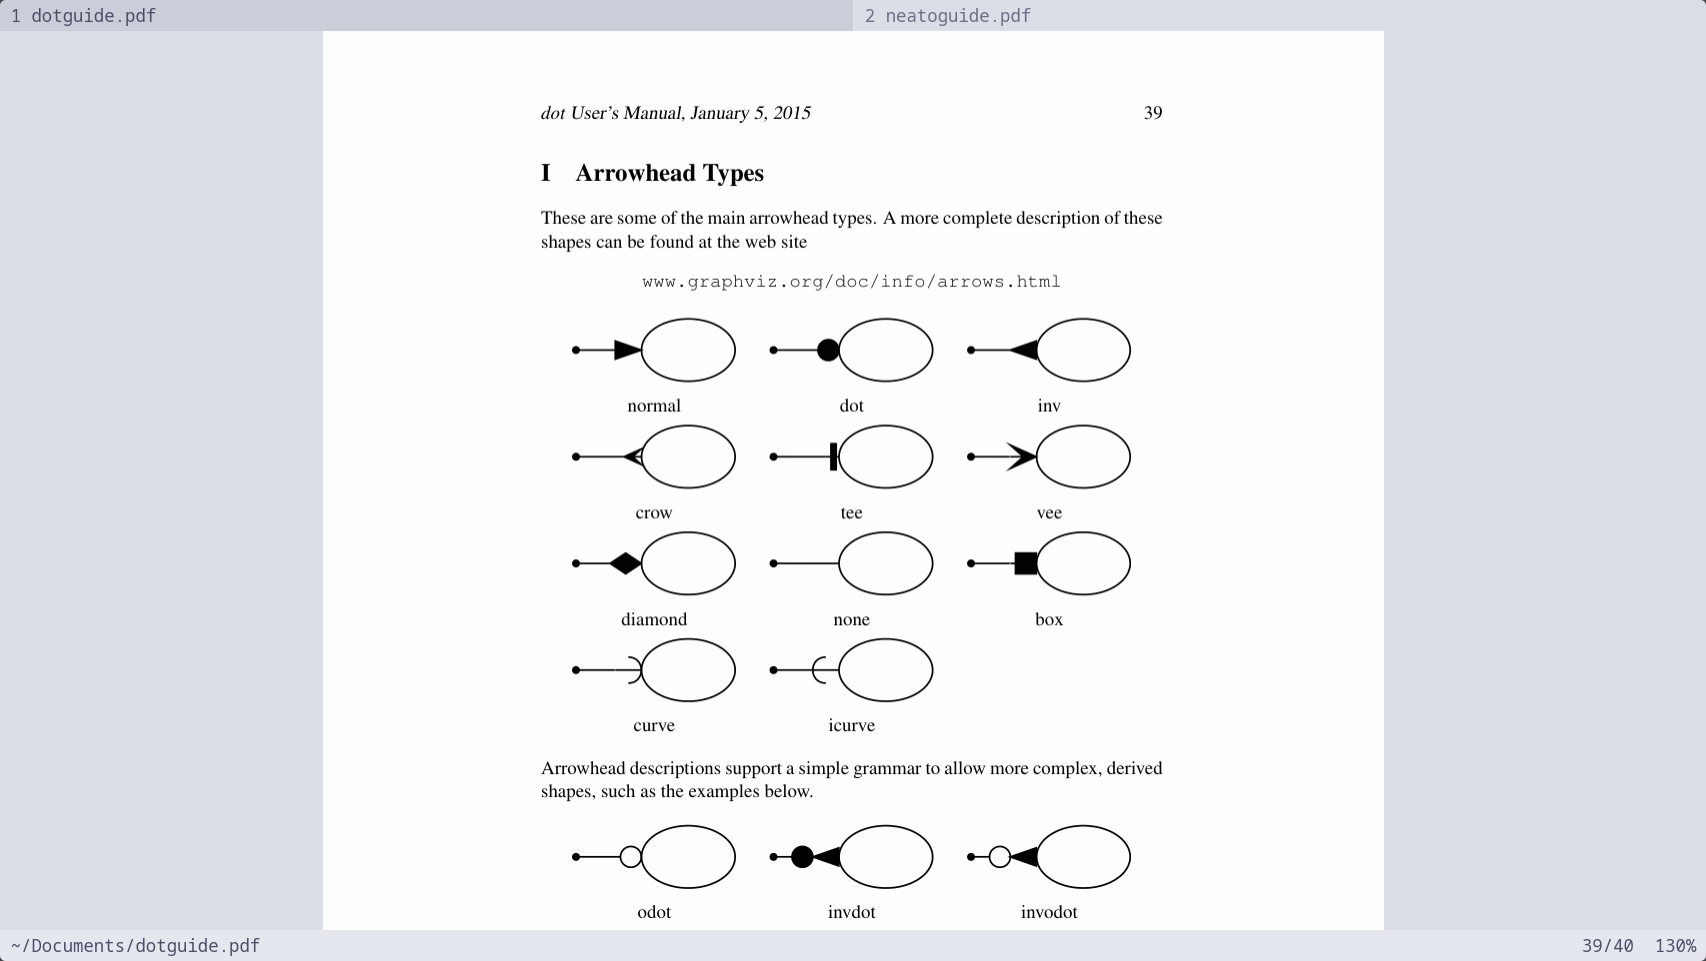 1 dotguide.pdf
2 neatoguide.pdf
dot User's Manual, January 5, 2015 39
I Arrowhead Types
These are some of the main arrowhead types. A more complete description of these
shapes can be found at the web site
www.graphviz.org/doc/info/arrows.html
normal dot inv
crow tee vee
diamond none box
curve icurve
Arrowhead descriptions support a simple grammar to allow more complex, derived
shapes, such as the examples below.
odot invdot invodot
~/Documents/dotguide.pdf 39/40 130%